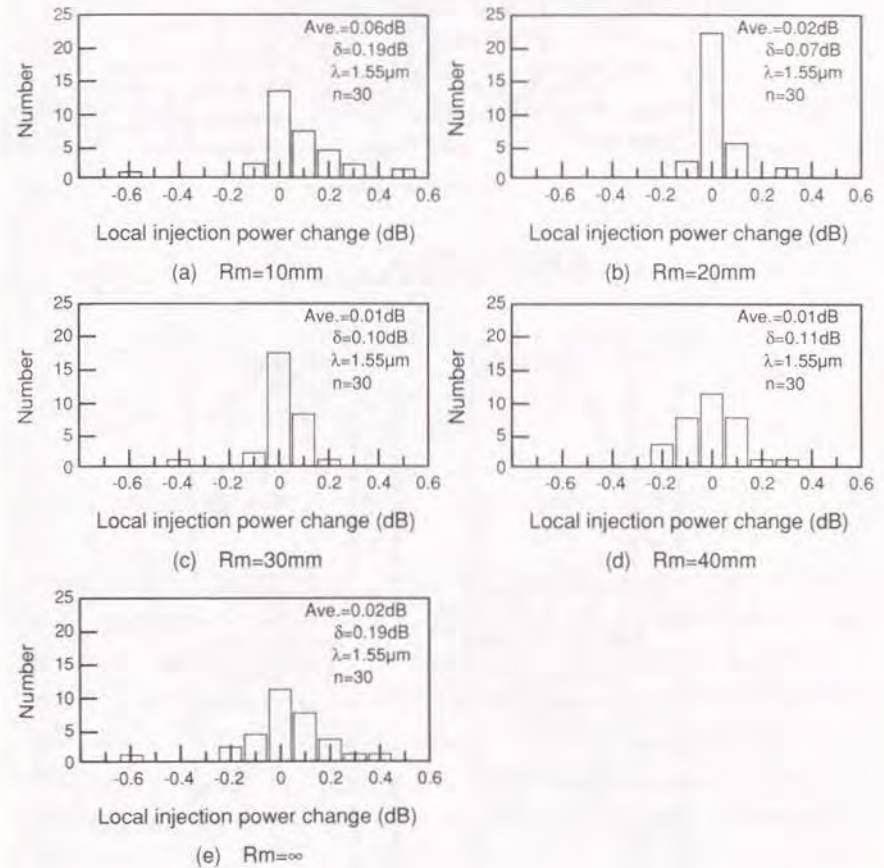 25
20
15
10
5
0
Number
-0.6 -0.4 -0.2 0 0.2 0.4 0.6
Ave.=0.06dB
δ=0.19dB
λ=1.55µm
n=30
Local injection power change (dB)
(a) Rm=10mm
25
20
15
10
5
0
Number
-0.6 -0.4 -0.2 0 0.2 0.4 0.6
Ave.=0.02dB
δ=0.07dB
λ=1.55µm
n=30
Local injection power change (dB)
(b) Rm=20mm
25
20
15
10
5
0
Number
-0.6 -0.4 -0.2 0 0.2 0.4 0.6
Ave.=0.01dB
δ=0.10dB
λ=1.55µm
n=30
Local injection power change (dB)
(c) Rm=30mm
25
20
15
10
5
0
Number
-0.6 -0.4 -0.2 0 0.2 0.4 0.6
Ave.=0.01dB
δ=0.11dB
λ=1.55µm
n=30
Local injection power change (dB)
(d) Rm=40mm
25
20
15
10
5
0
Number
-0.6 -0.2 0 0.2 0.4 0.6
Ave.=0.02dB
δ=0.19dB
λ=1.55µm
n=30
Local injection power change (dB)
(e) Rm=∞